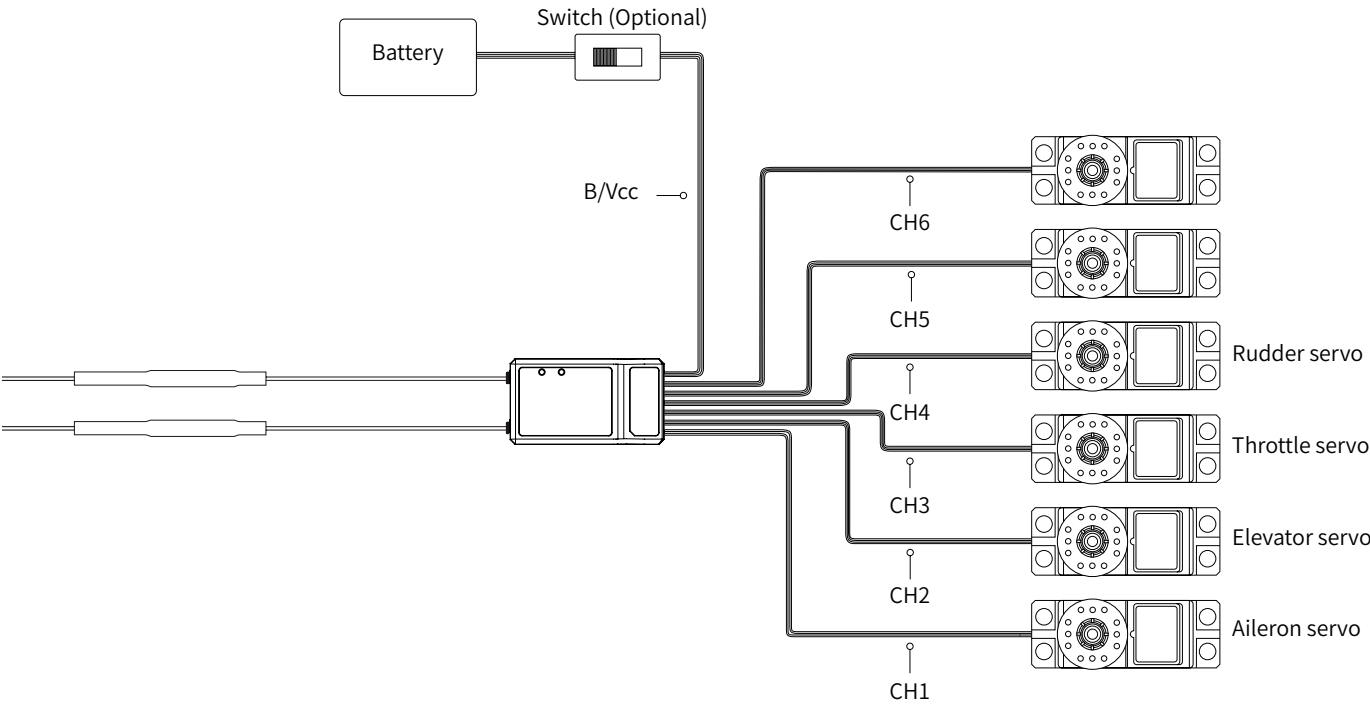 Switch (Optional)
Battery
B/Vcc
CH6
CH5
Rudder servo
CH4
Throttle servo
CH3
Elevator servo
CH2
Aileron servo
CH1